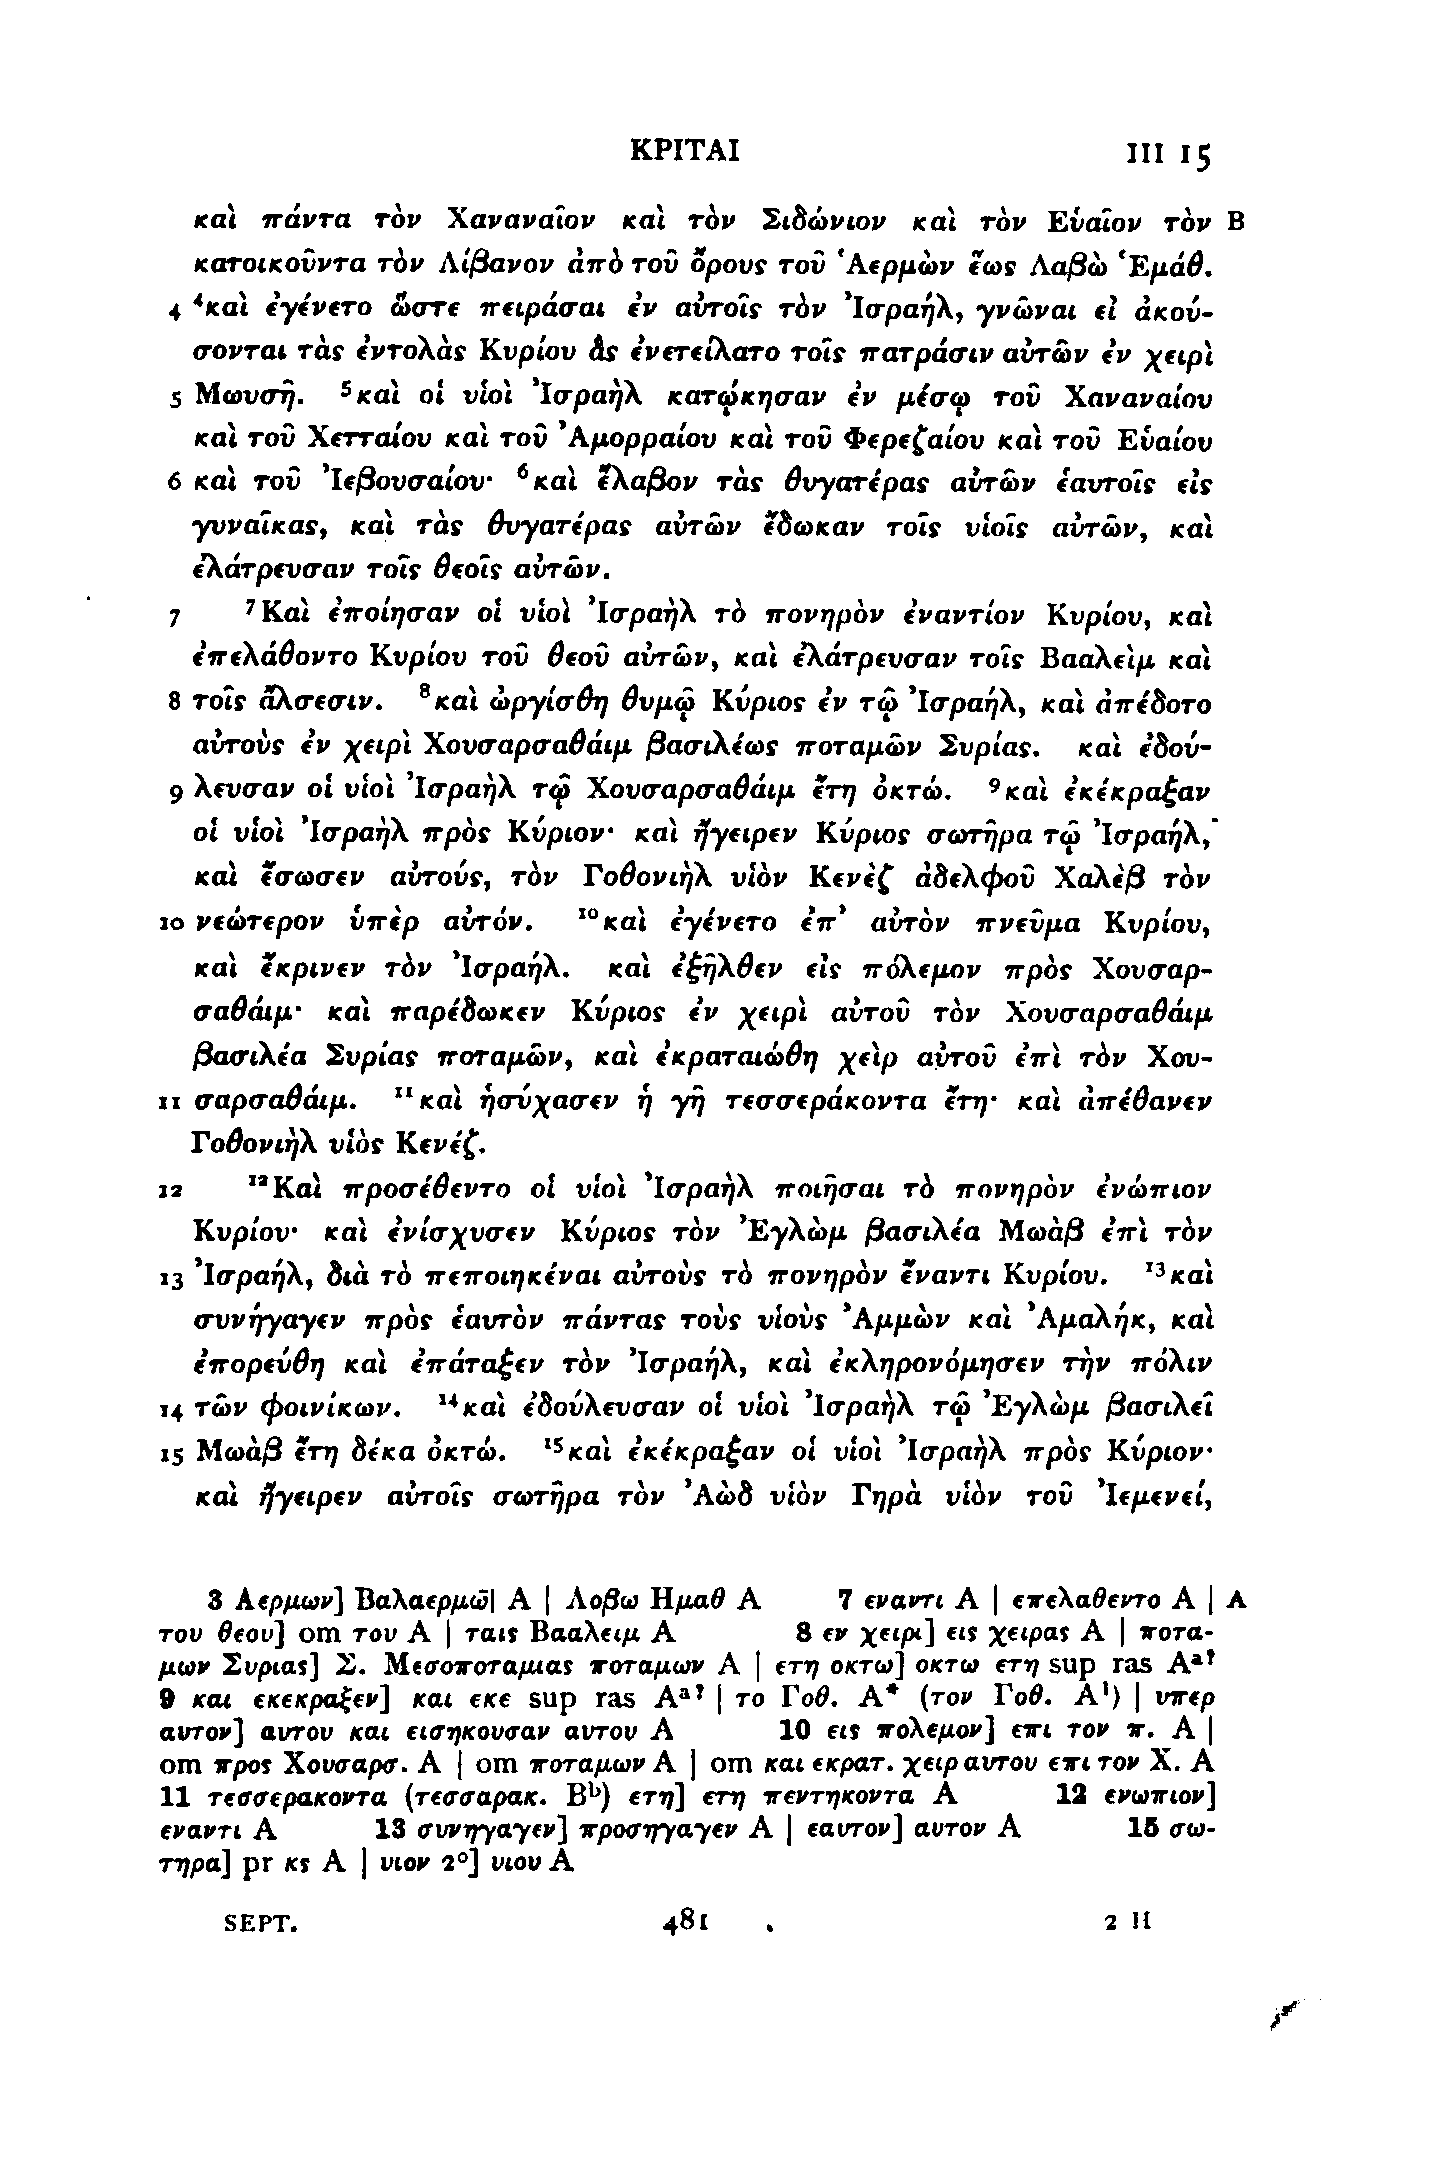 ΚΡΙΤΑΙ III 15
καὶ πάντα τὸν Χαναναῖον καὶ τὸν Σιδώνιον καὶ τὸν Εὑαῖον τὸν B
κατοικοῦντα τὸν Λίβανον ἀπὸ τοῦ ὄρους τοῦ Ἁερμὼν ἕως Λαβὼ Ἑμάθ.
4 ⁴καὶ ἐγένετο ὥστε πειράσαι ἐν αὐτοῖς τὸν Ἰσραήλ, γνῶναι εἰ ἀκού-
σονται τὰς ἐντολὰς Κυρίου ἃς ἐνετείλατο τοῖς πατράσιν αὐτῶν ἐν χειρὶ
5 Μωυσῆ. ⁵καὶ οἱ υἱοὶ Ἰσραὴλ κατῴκησαν ἐν μέσῳ τοῦ Χαναναίου
καὶ τοῦ Χετταίου καὶ τοῦ Ἀμορραίου καὶ τοῦ Φερεζαίου καὶ τοῦ Εὑαίου
6 καὶ τοῦ Ἰεβουσαίου· ⁶καὶ ἔλαβον τὰς θυγατέρας αὐτῶν ἑαυτοῖς εἰς
γυναῖκας, καὶ τὰς θυγατέρας αὐτῶν ἔδωκαν τοῖς υἱοῖς αὐτῶν, καὶ
ἐλάτρευσαν τοῖς θεοῖς αὐτῶν.
7 ⁷Καὶ ἐποίησαν οἱ υἱοὶ Ἰσραὴλ τὸ πονηρὸν ἐναντίον Κυρίου, καὶ
ἐπελάθοντο Κυρίου τοῦ θεοῦ αὐτῶν, καὶ ἐλάτρευσαν τοῖς Βααλεὶμ καὶ
8 τοῖς ἄλσεσιν. ⁸καὶ ὠργίσθη θυμῷ Κύριος ἐν τῷ Ἰσραήλ, καὶ ἀπέδοτο
αὐτοὺς ἐν χειρὶ Χουσαρσαθάιμ βασιλέως ποταμῶν Συρίας. καὶ ἐδού-
9 λευσαν οἱ υἱοὶ Ἰσραὴλ τῷ Χουσαρσαθάιμ ἔτη ὀκτώ. ⁹καὶ ἐκέκραξαν
οἱ υἱοὶ Ἰσραὴλ πρὸς Κύριον· καὶ ἤγειρεν Κύριος σωτῆρα τῷ Ἰσραήλ,
καὶ ἔσωσεν αὐτούς, τὸν Γοθονιὴλ υἱὸν Κενὲζ ἀδελφοῦ Χαλὲβ τὸν
10 νεώτερον ὑπὲρ αὐτόν. ¹⁰καὶ ἐγένετο ἐπ’ αὐτὸν πνεῦμα Κυρίου,
καὶ ἔκρινεν τὸν Ἰσραήλ. καὶ ἐξῆλθεν εἰς πόλεμον πρὸς Χουσαρ-
σαθάιμ· καὶ παρέδωκεν Κύριος ἐν χειρὶ αὐτοῦ τὸν Χουσαρσαθάιμ
βασιλέα Συρίας ποταμῶν, καὶ ἐκραταιώθη χεὶρ αὐτοῦ ἐπὶ τὸν Χου-
11 σαρσαθάιμ. ¹¹καὶ ἡσύχασεν ἡ γῆ τεσσεράκοντα ἔτη· καὶ ἀπέθανεν
Γοθονιὴλ υἱὸς Κενέζ.
12 ¹²Καὶ προσέθεντο οἱ υἱοὶ Ἰσραὴλ ποιῆσαι τὸ πονηρὸν ἐνώπιον
Κυρίου· καὶ ἐνίσχυσεν Κύριος τὸν Ἐγλὼμ βασιλέα Μωὰβ ἐπὶ τὸν
13 Ἰσραήλ, διὰ τὸ πεποιηκέναι αὐτοὺς τὸ πονηρὸν ἔναντι Κυρίου. ¹³καὶ
συνήγαγεν πρὸς ἑαυτὸν πάντας τοὺς υἱοὺς Ἀμμὼν καὶ Ἀμαλήκ, καὶ
ἐπορεύθη καὶ ἐπάταξεν τὸν Ἰσραήλ, καὶ ἐκληρονόμησεν τὴν πόλιν
14 τῶν φοινίκων. ¹⁴καὶ ἐδούλευσαν οἱ υἱοὶ Ἰσραὴλ τῷ Ἐγλὼμ βασιλεῖ
15 Μωὰβ ἔτη δέκα ὀκτώ. ¹⁵καὶ ἐκέκραξαν οἱ υἱοὶ Ἰσραὴλ πρὸς Κύριον·
καὶ ἤγειρεν αὐτοῖς σωτῆρα τὸν Ἀὼδ υἱὸν Γηρὰ υἱὸν τοῦ Ἰεμενεί,
3 Αερμων] Βαλαερμω̄| A | Λοβω Ημαθ A 7 εναντι A | επελαθεντο A | A
του θεου] om του A | ταις Βααλειμ A 8 εν χειρι] εις χειρας A | ποτα-
μων Συριας] Σ. Μεσοποταμιας ποταμων A | ετη οκτω] οκτω ετη sup ras Aᵃ?
9 και εκεκραξεν] και εκε sup ras Aᵃ? | το Γοθ. A* (τον Γοθ. A¹) | υπερ
αυτον] αυτου και εισηκουσαν αυτου A 10 εις πολεμον] επι τον π. A |
om προς Χουσαρσ. A | om ποταμων A | om και εκρατ. χειρ αυτου επι τον Χ. A
11 τεσσερακοντα (τεσσαρακ. Bᵇ) ετη] ετη πεντηκοντα A 12 ενωπιον]
εναντι A 13 συνηγαγεν] προσηγαγεν A | εαυτον] αυτον A 15 σω-
τηρα] pr κς A | υιον 2°] υιου A
SEPT. 481 2 H